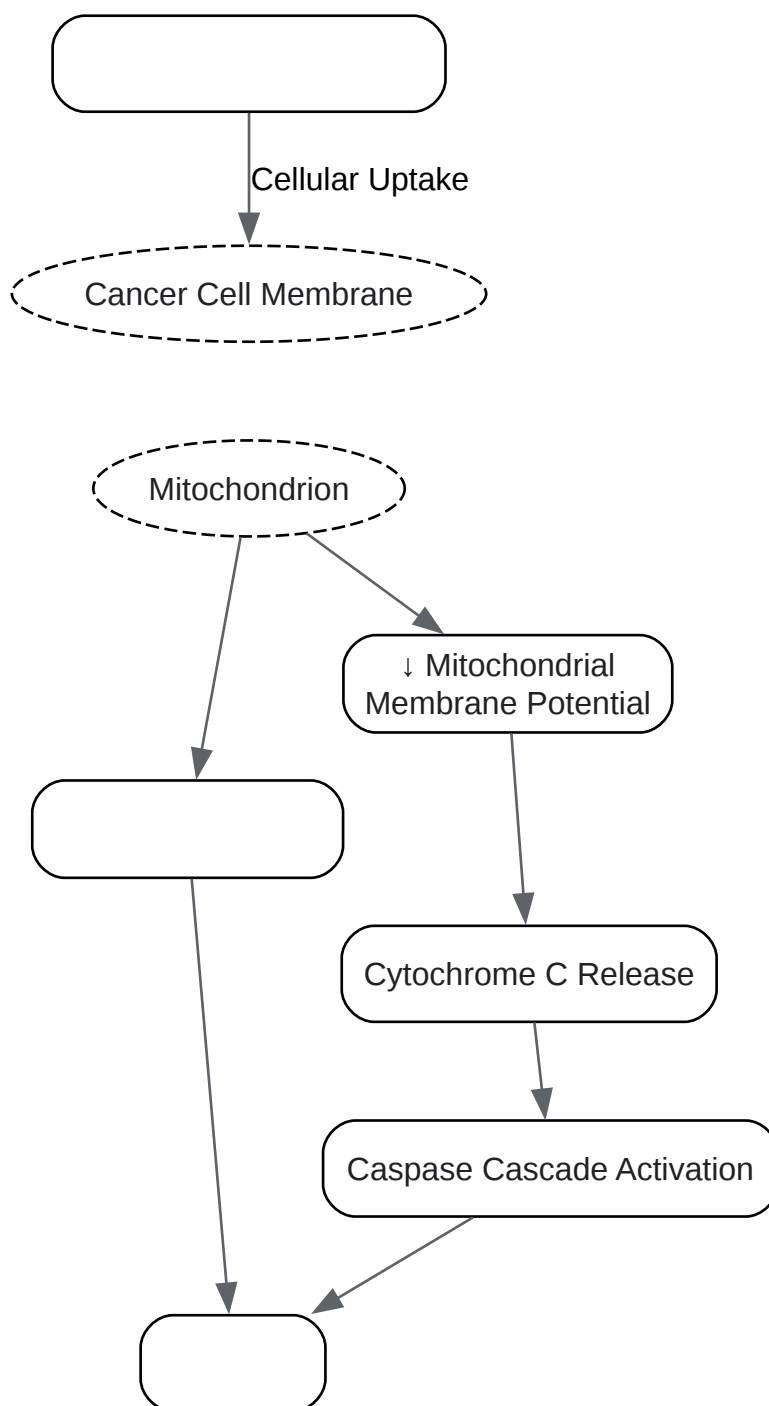 Cellular Uptake
Cancer Cell Membrane
Mitochondrion
↓ Mitochondrial
Membrane Potential
Cytochrome C Release
Caspase Cascade Activation